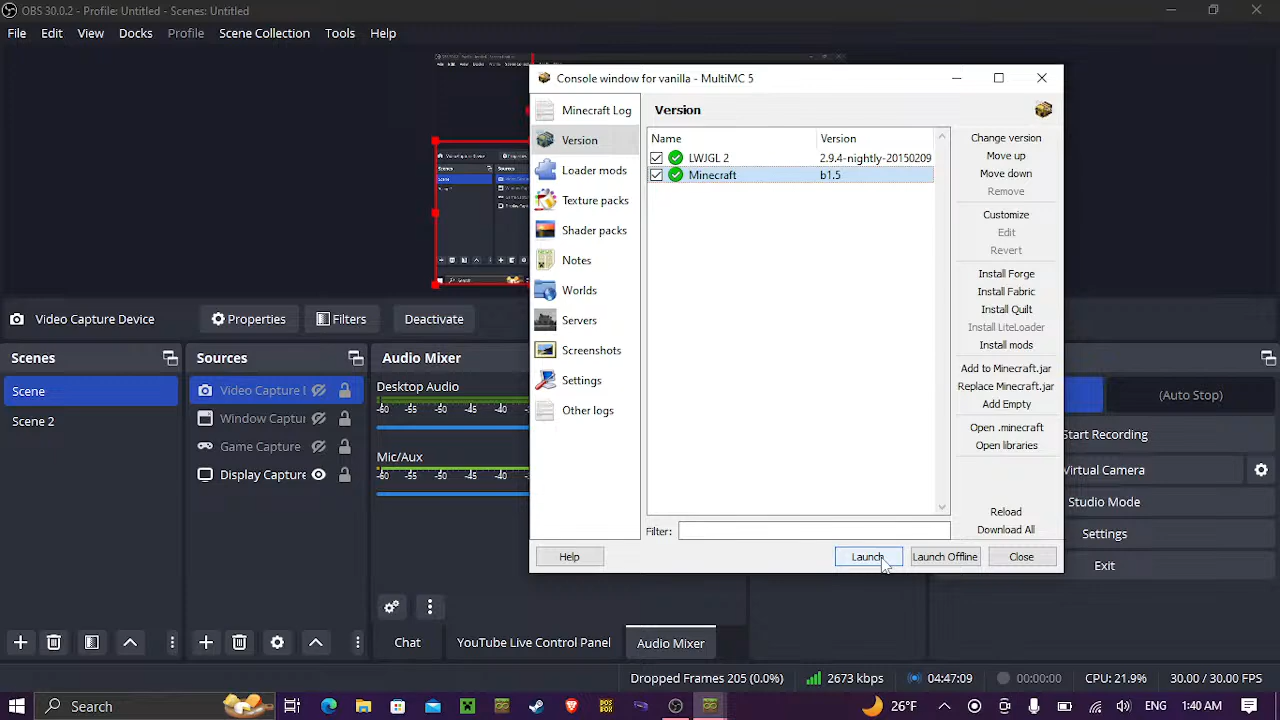 OBS 30.0.2 - Profile: Untitled - Scenes: Untitled
File Edit View Docks Profile Scene Collection Tools Help
Console window for vanilla - MultiMC 5
Minecraft Log
Version
Loader mods
Texture packs
Shader packs
Notes
Worlds
Servers
Screenshots
Settings
Other logs
Version
Name Version
LWJGL 2 2.9.4-nightly-20150209
Minecraft b1.5
Change version
Move up
Move down
Remove
Customize
Edit
Revert
Install Forge
Install Fabric
Install Quilt
Install LiteLoader
Install mods
Add to Minecraft.jar
Replace Minecraft.jar
Add Empty
Open .minecraft
Open libraries
Reload
Download All
Filter:
Help Launch Launch Offline Close
Video Capture Device Properties Filters Deactivate
Scenes
Scene
Scene 2
Sources
Video Capture
Window Cap
Game Capture
Display Capture
Audio Mixer
Desktop Audio
-60 -55 -50 -45 -40
Mic/Aux
-60 -55 -50 -45 -40
(Auto Stop)
Start Recording
Virtual Camera
Studio Mode
Settings
Exit
Chat YouTube Live Control Panel Audio Mixer
Dropped Frames 205 (0.0%) 2673 kbps 04:47:09 00:00:00 CPU: 21.9% 30.00 / 30.00 FPS
Search 28°F ENG 1:40 AM